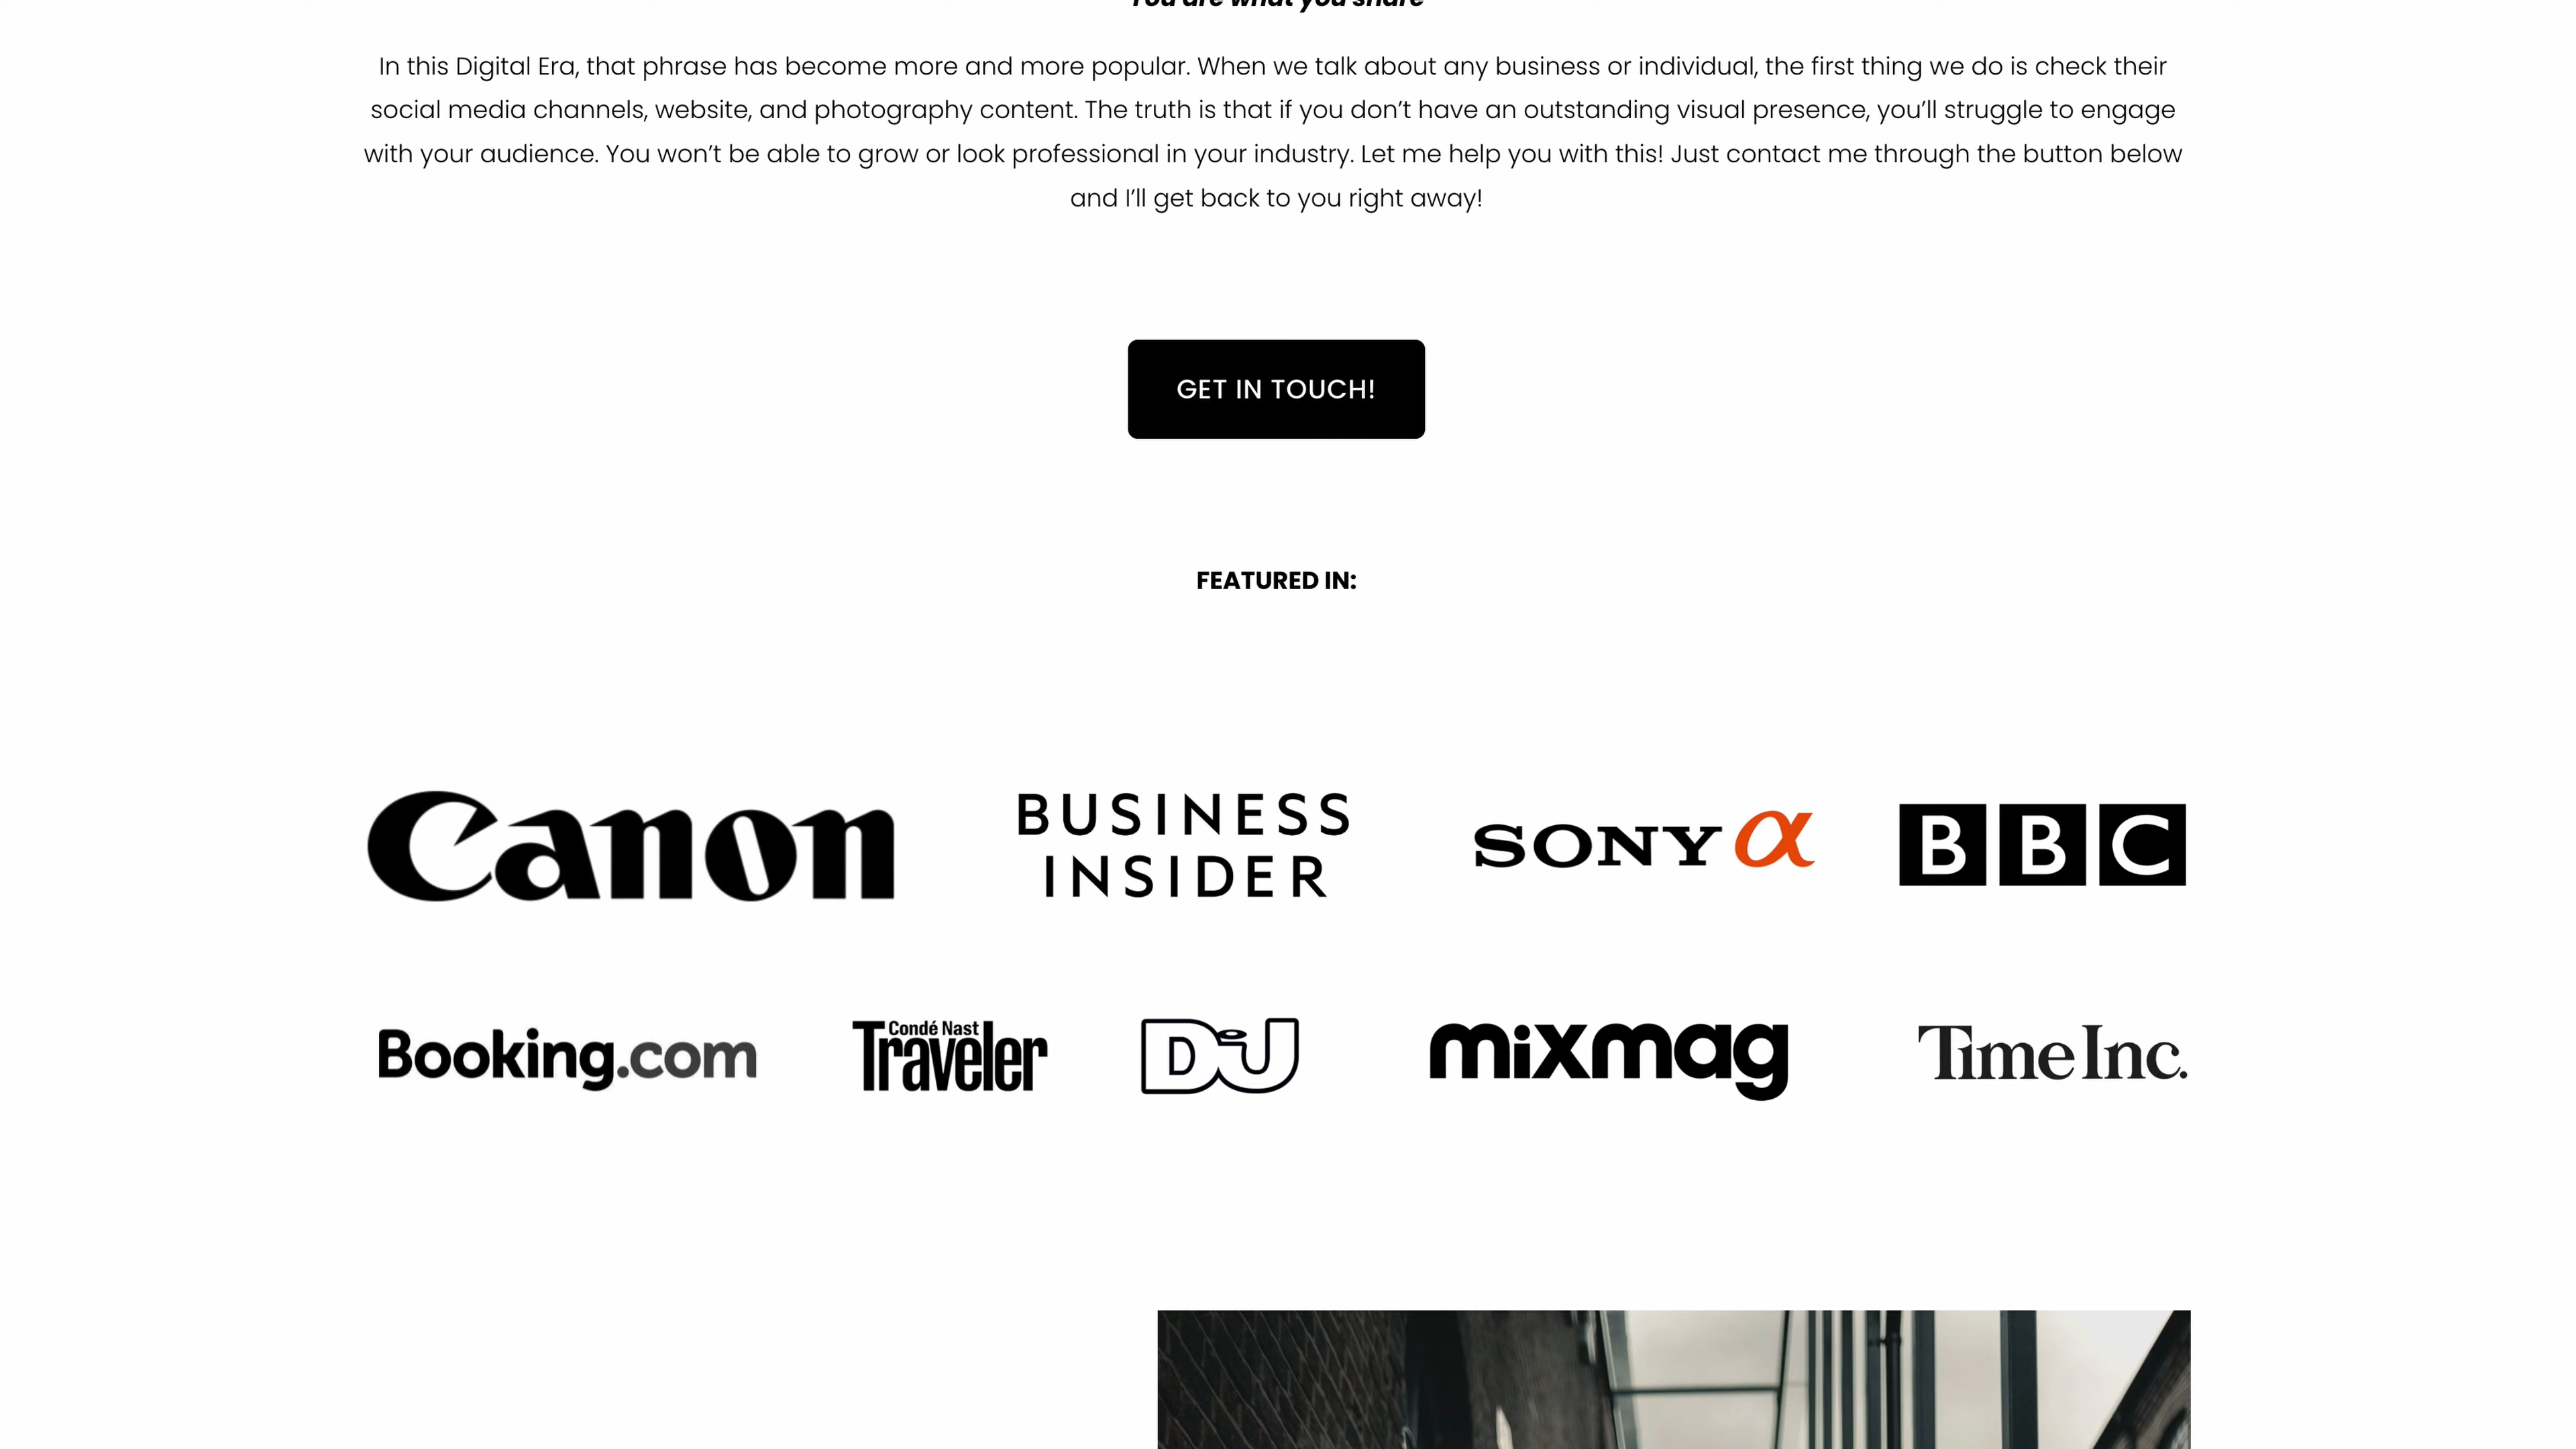 You are what you share
In this Digital Era, that phrase has become more and more popular. When we talk about any business or individual, the first thing we do is check their
social media channels, website, and photography content. The truth is that if you don’t have an outstanding visual presence, you’ll struggle to engage
with your audience. You won’t be able to grow or look professional in your industry. Let me help you with this! Just contact me through the button below
and I’ll get back to you right away!
GET IN TOUCH!
FEATURED IN:
Canon
BUSINESS
INSIDER
SONY α
BBC
Booking.com
Condé Nast
Traveler
DJ
mixmag
Time Inc.